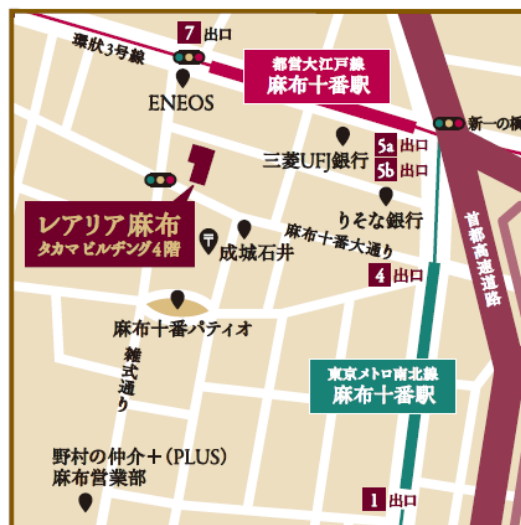 7 出口
環状3号線
都営大江戸線
麻布十番駅
ENEOS
新一の橋
三菱UFJ銀行
5a 出口
5b 出口
りそな銀行
レアリア麻布
タカマ ビルヂング4階
〒
成城石井
麻布十番大通り
首都高速道路
4 出口
麻布十番パティオ
雑式通り
東京メトロ南北線
麻布十番駅
野村の仲介+(PLUS)
麻布営業部
1 出口